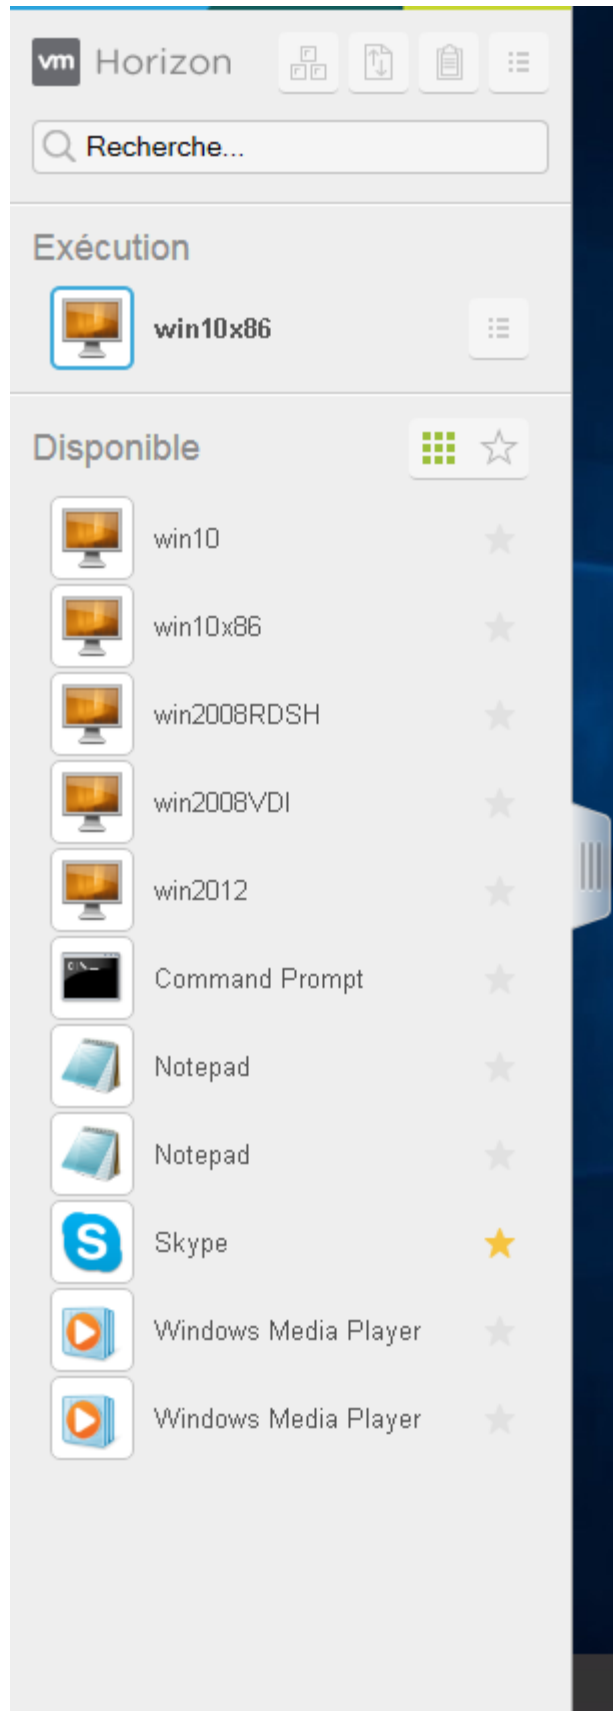 vm Horizon
Recherche...
Exécution
win10x86
Disponible
win10
win10x86
win2008RDSH
win2008VDI
win2012
Command Prompt
Notepad
Notepad
Skype
Windows Media Player
Windows Media Player